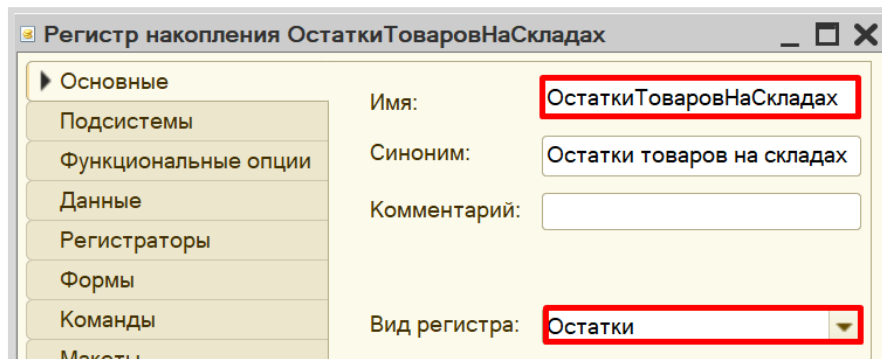 Регистр накопления ОстаткиТоваровНаСкладах
Основные
Подсистемы
Функциональные опции
Данные
Регистраторы
Формы
Команды
Макеты
Имя: ОстаткиТоваровНаСкладах
Синоним: Остатки товаров на складах
Комментарий:
Вид регистра: Остатки